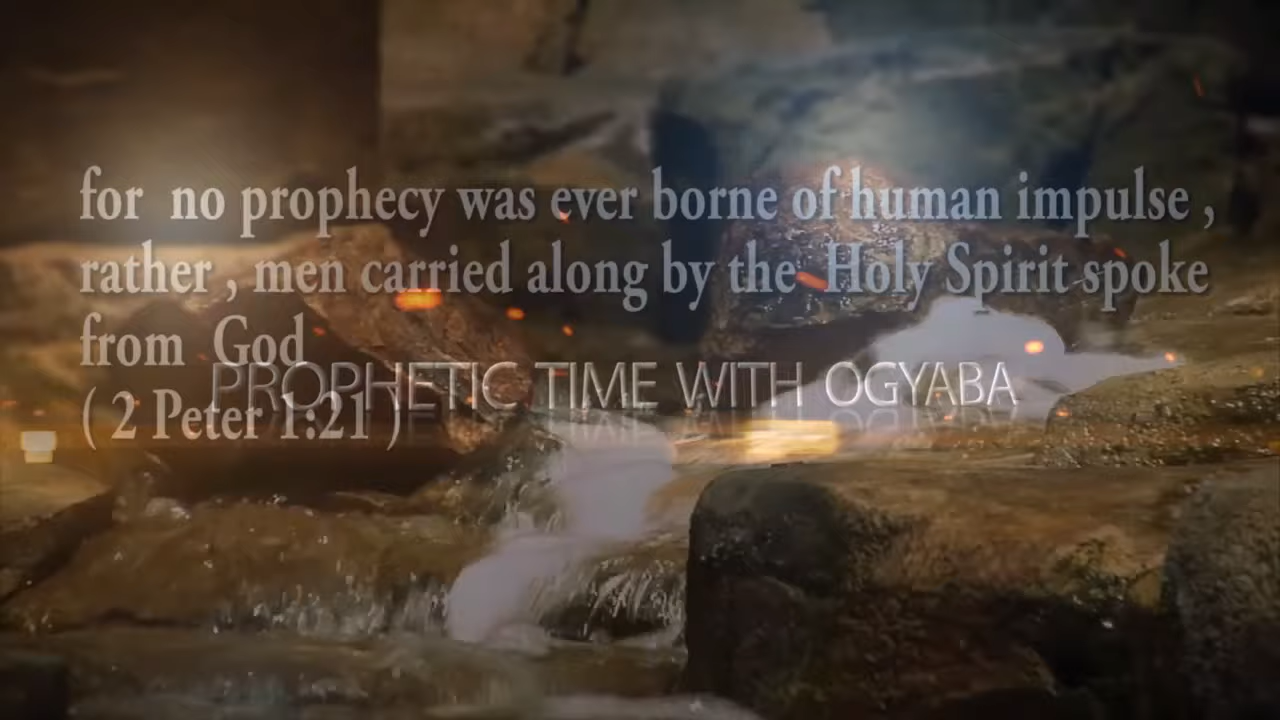 for no prophecy was ever borne of human impulse ,
rather , men carried along by the Holy Spirit spoke
from God
PROPHETIC TIME WITH OGYABA
( 2 Peter 1:21 )